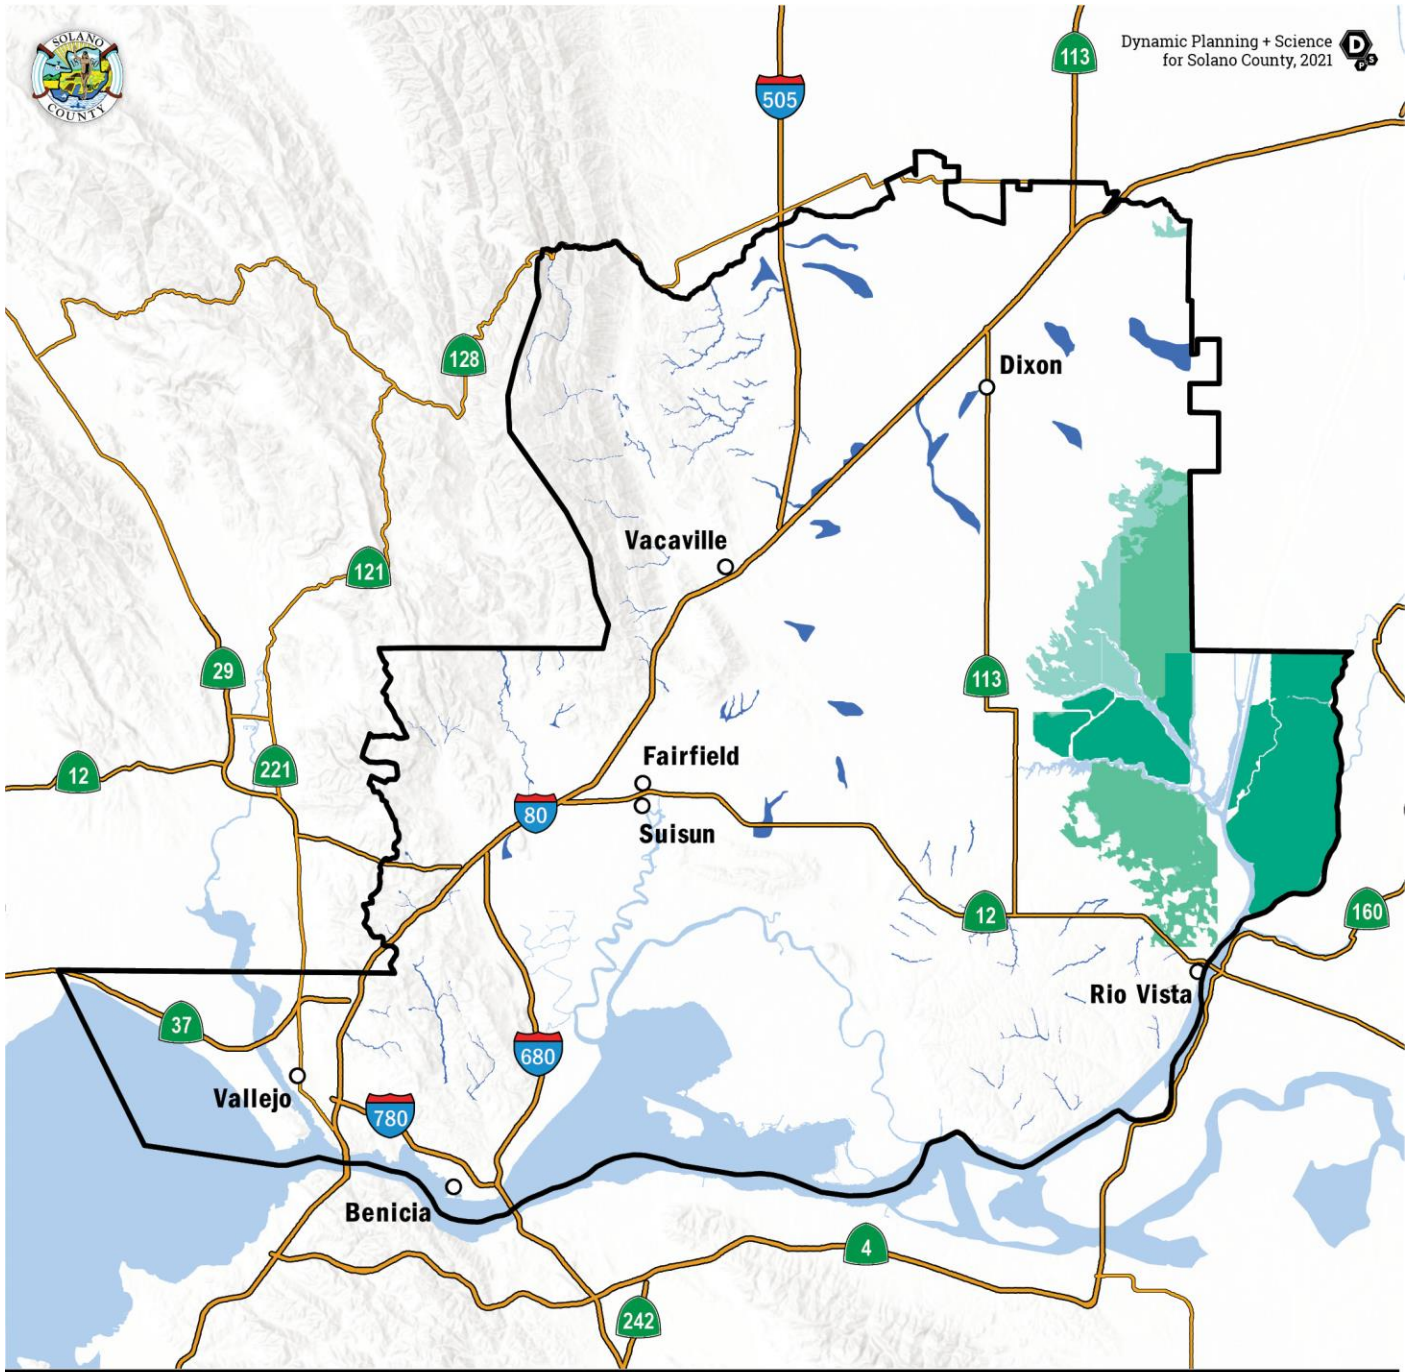 SOLANO
COUNTY
Dynamic Planning + Science
for Solano County, 2021
D
P
S
113
505
128
Dixon
Vacaville
121
29
113
12
221
Fairfield
80
Suisun
12
160
Rio Vista
37
680
Vallejo
780
Benicia
4
242